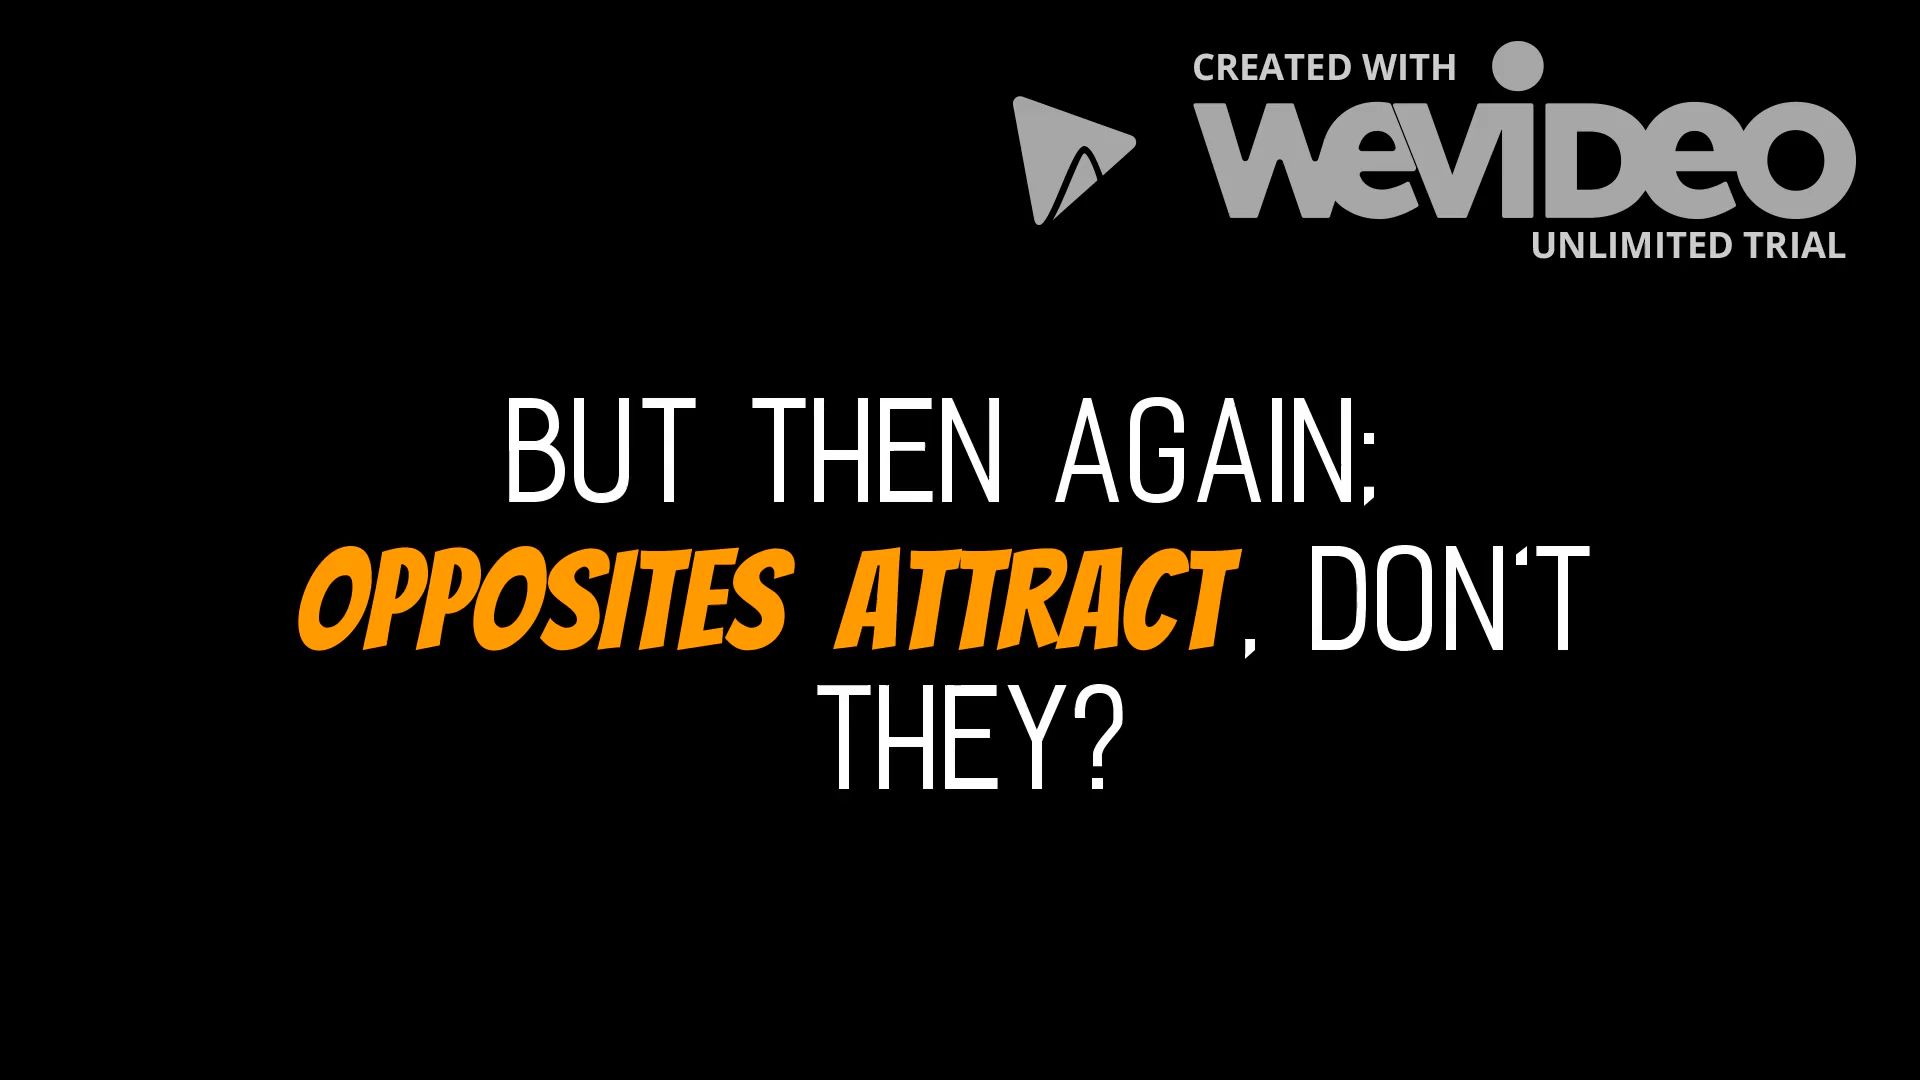 CREATED WITH
WEVIDEO
UNLIMITED TRIAL
BUT THEN AGAIN;
OPPOSITES ATTRACT, DON'T
THEY?